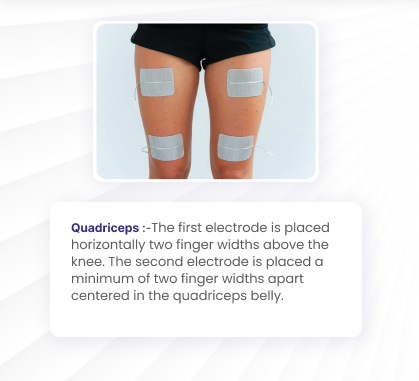 Quadriceps :-The first electrode is placed
horizontally two finger widths above the
knee. The second electrode is placed a
minimum of two finger widths apart
centered in the quadriceps belly.